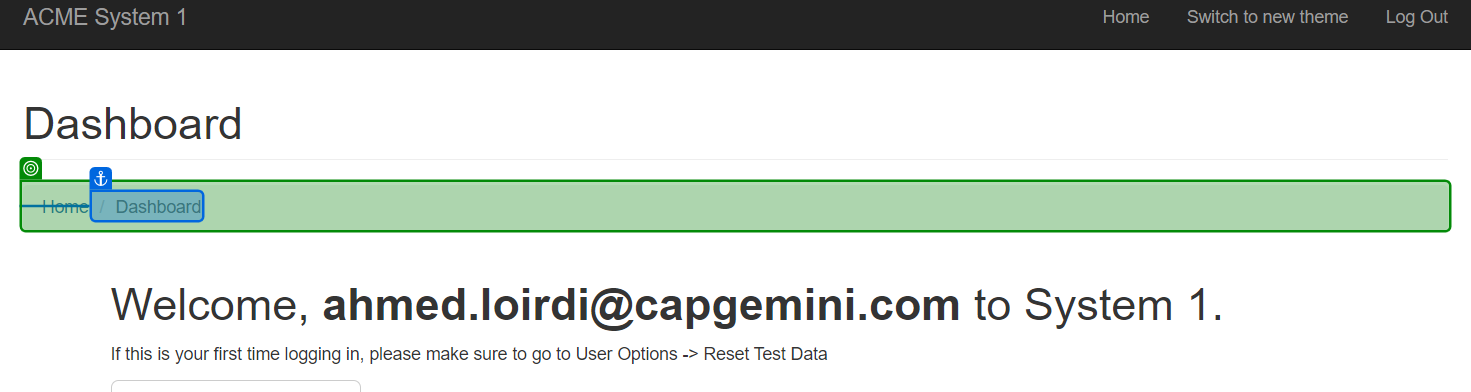 ACME System 1 Home Switch to new theme Log Out
Dashboard
Home / Dashboard
Welcome, ahmed.loirdi@capgemini.com to System 1.
If this is your first time logging in, please make sure to go to User Options -> Reset Test Data